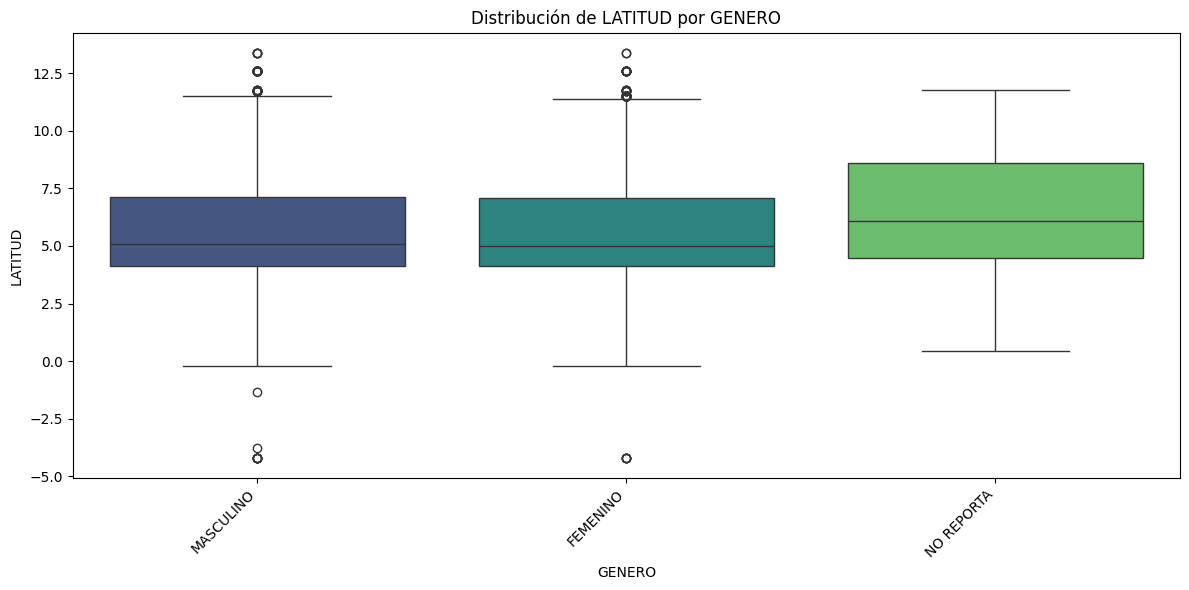 Distribución de LATITUD por GENERO
LATITUD
12.5
10.0
7.5
5.0
2.5
0.0
−2.5
−5.0
MASCULINO
FEMENINO
NO REPORTA
GENERO